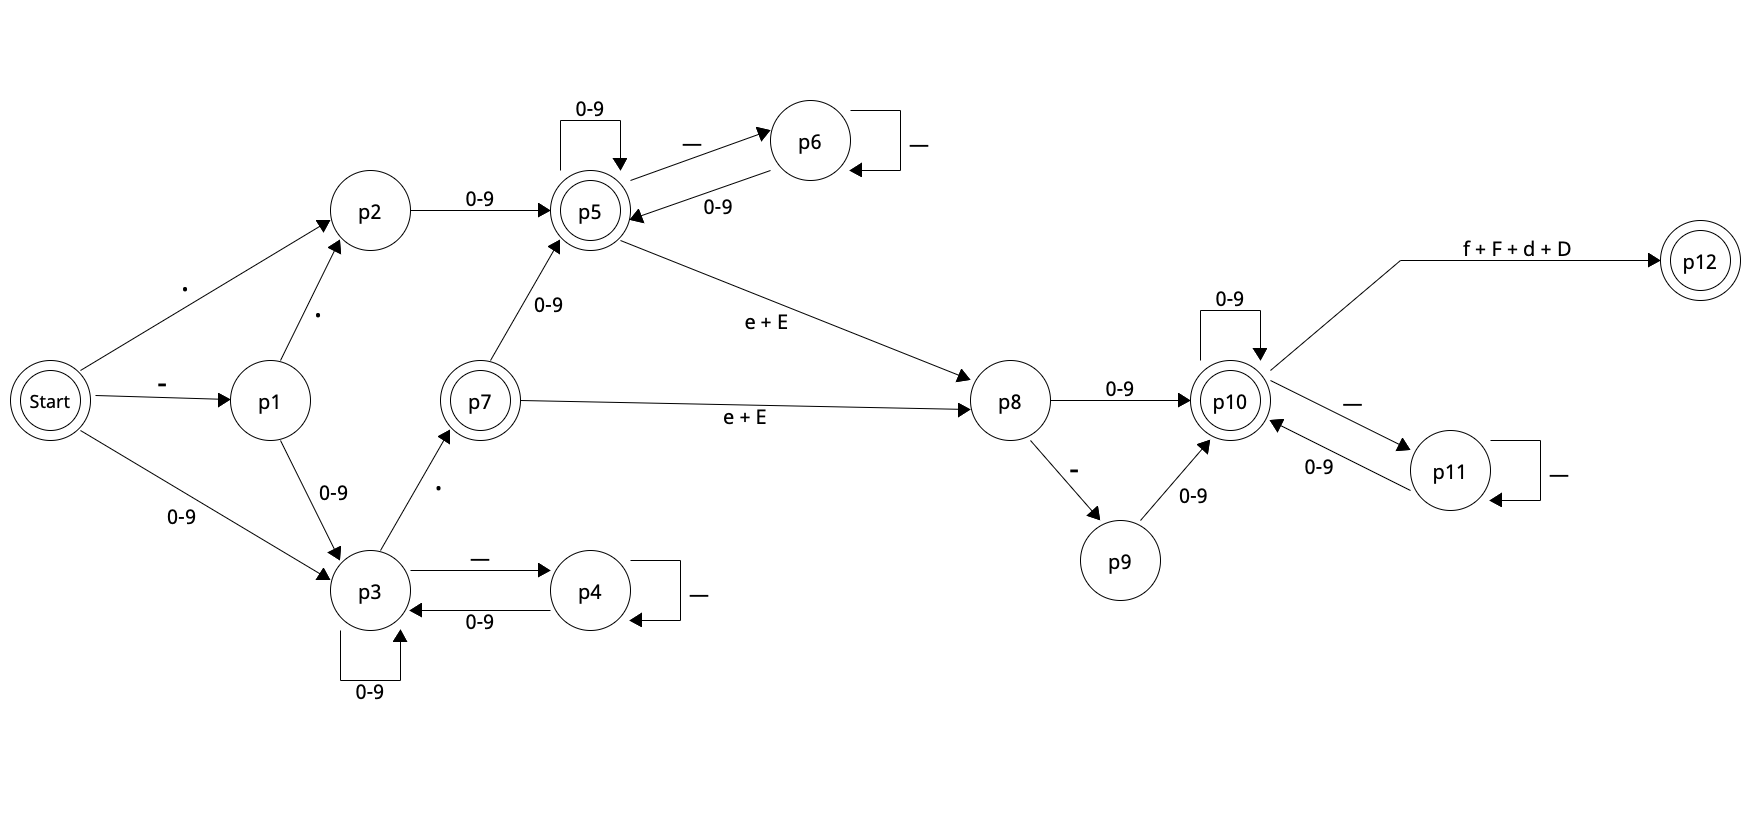 0-9
p6
—
—
p2
0-9
p5
0-9
f + F + d + D
p12
.
0-9
0-9
.
e + E
-
Start
p1
p7
e + E
p8
0-9
p10
—
0-9
0-9
.
-
0-9
p11
—
0-9
p3
—
p4
—
0-9
p9
0-9